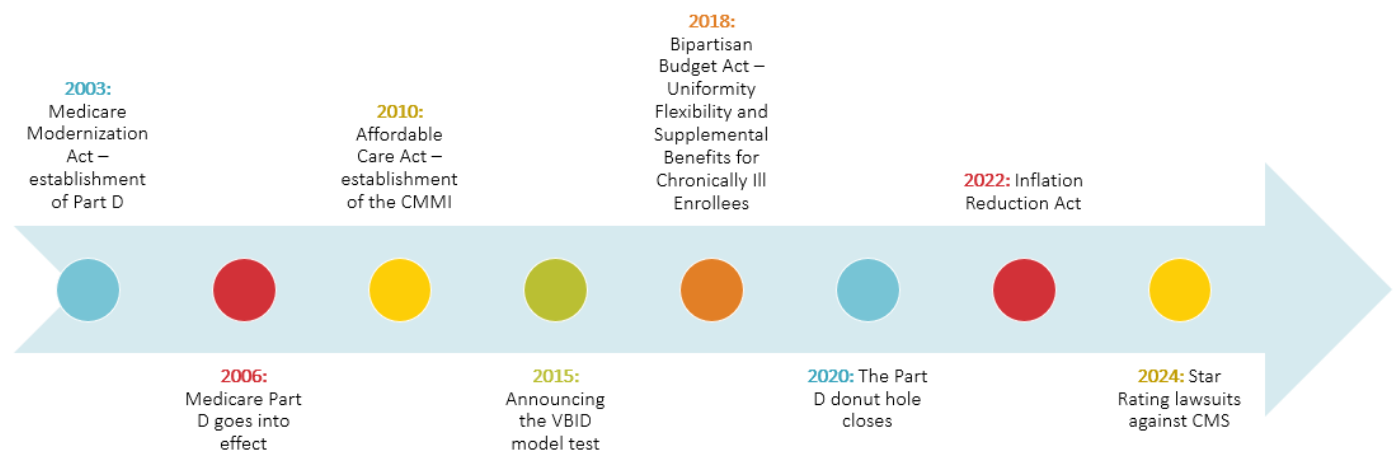 2003:
Medicare
Modernization
Act –
establishment
of Part D
2006:
Medicare Part
D goes into
effect
2010:
Affordable
Care Act –
establishment
of the CMMI
2015:
Announcing
the VBID
model test
2018:
Bipartisan
Budget Act –
Uniformity
Flexibility and
Supplemental
Benefits for
Chronically Ill
Enrollees
2020: The Part
D donut hole
closes
2022: Inflation
Reduction Act
2024: Star
Rating lawsuits
against CMS